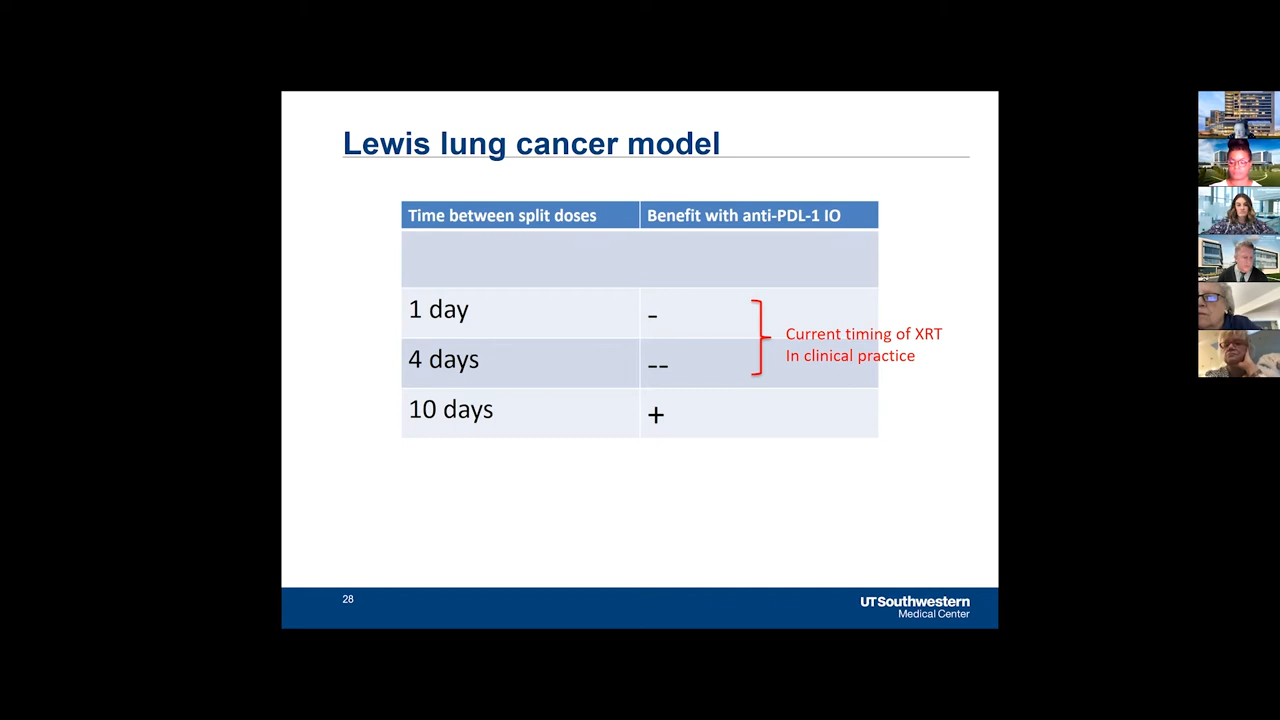 Lewis lung cancer model
Time between split doses
Benefit with anti-PDL-1 IO
1 day
-
4 days
--
10 days
+
Current timing of XRT
In clinical practice
28
UTSouthwestern
Medical Center